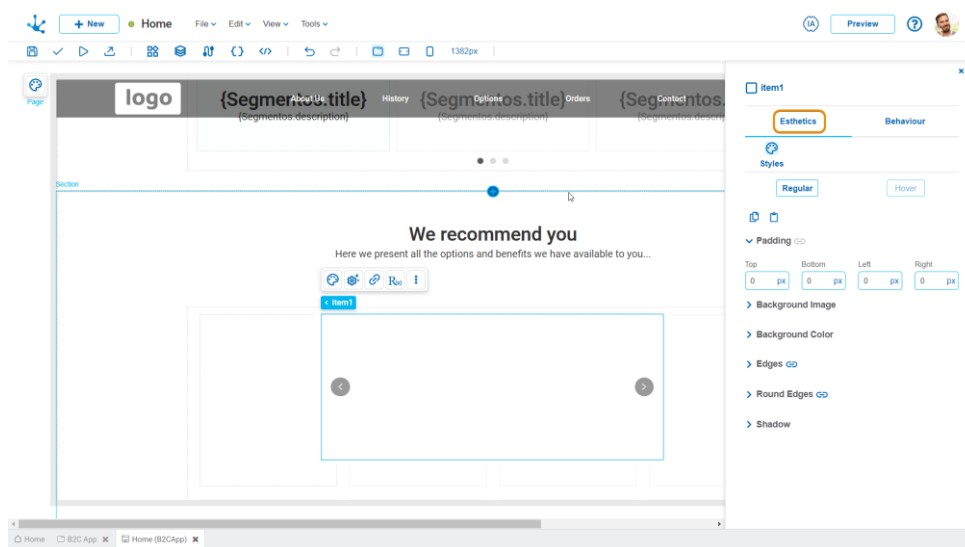 + New
Home
File
Edit
View
Tools
IA
Preview
?
1382px
Page
logo
{Segmentos.title}
About Us
History
{Segmentos.title}
Options
Orders
{Segmentos.
Contact
{Segmentos.description}
{Segmentos.description}
{Segmentos.descri
Section
We recommend you
Here we present all the options and benefits we have available to you...
R(x)
item1
item1
Esthetics
Behaviour
Styles
Regular
Hover
Padding
Top
Bottom
Left
Right
0 px
0 px
0 px
0 px
Background Image
Background Color
Edges
Round Edges
Shadow
Home
B2C App
Home (B2CApp)